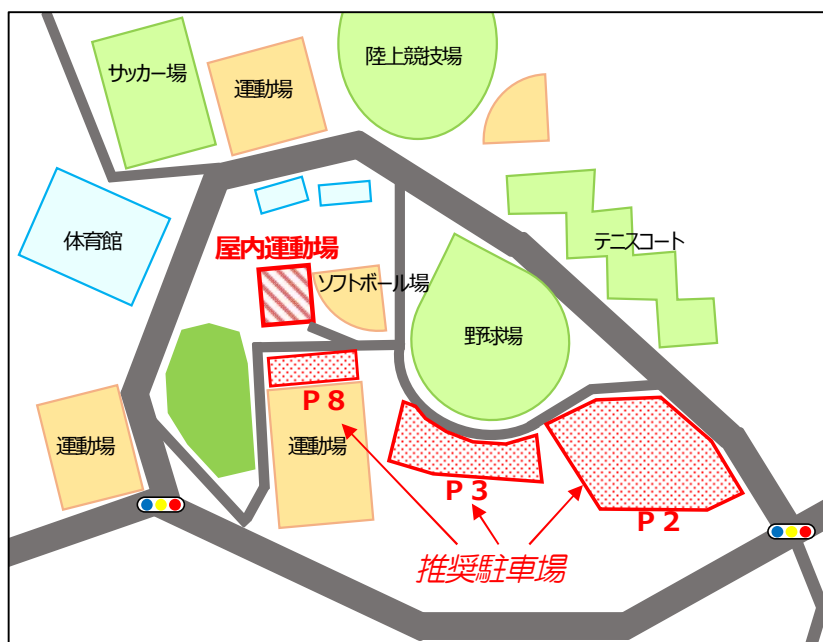 陸上競技場
サッカー場
運動場
体育館
屋内運動場
ソフトボール場
テニスコート
野球場
P8
運動場
運動場
P3
P2
推奨駐車場